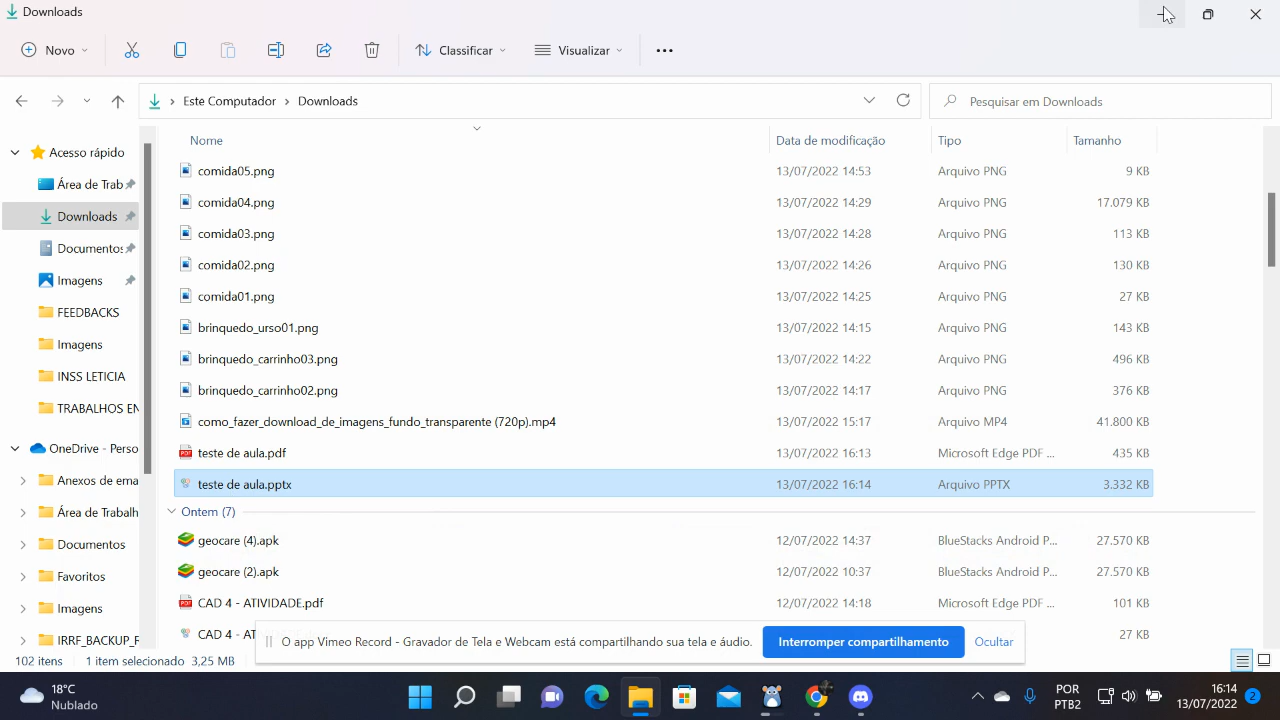 Downloads
Novo
Classificar
Visualizar
Este Computador
Downloads
Pesquisar em Downloads
Nome
Data de modificação
Tipo
Tamanho
Acesso rápido
Área de Trab
Downloads
Documentos
Imagens
FEEDBACKS
Imagens
INSS LETICIA
TRABALHOS EN
OneDrive - Perso
Anexos de ema
Área de Trabalh
Documentos
Favoritos
Imagens
IRRF_BACKUP_F
comida05.png 13/07/2022 14:53 Arquivo PNG 9 KB
comida04.png 13/07/2022 14:29 Arquivo PNG 17.079 KB
comida03.png 13/07/2022 14:28 Arquivo PNG 113 KB
comida02.png 13/07/2022 14:26 Arquivo PNG 130 KB
comida01.png 13/07/2022 14:25 Arquivo PNG 27 KB
brinquedo_urso01.png 13/07/2022 14:15 Arquivo PNG 143 KB
brinquedo_carrinho03.png 13/07/2022 14:22 Arquivo PNG 496 KB
brinquedo_carrinho02.png 13/07/2022 14:17 Arquivo PNG 376 KB
como_fazer_download_de_imagens_fundo_transparente (720p).mp4 13/07/2022 15:17 Arquivo MP4 41.800 KB
teste de aula.pdf 13/07/2022 16:13 Microsoft Edge PDF ... 435 KB
teste de aula.pptx 13/07/2022 16:14 Arquivo PPTX 3.332 KB
Ontem (7)
geocare (4).apk 12/07/2022 14:37 BlueStacks Android P... 27.570 KB
geocare (2).apk 12/07/2022 10:37 BlueStacks Android P... 27.570 KB
CAD 4 - ATIVIDADE.pdf 12/07/2022 14:18 Microsoft Edge PDF ... 101 KB
CAD 4 - AT 27 KB
O app Vimeo Record - Gravador de Tela e Webcam está compartilhando sua tela e áudio.
Interromper compartilhamento
Ocultar
102 itens 1 item selecionado 3,25 MB
18°C
Nublado
POR
PTB2
16:14
13/07/2022
2